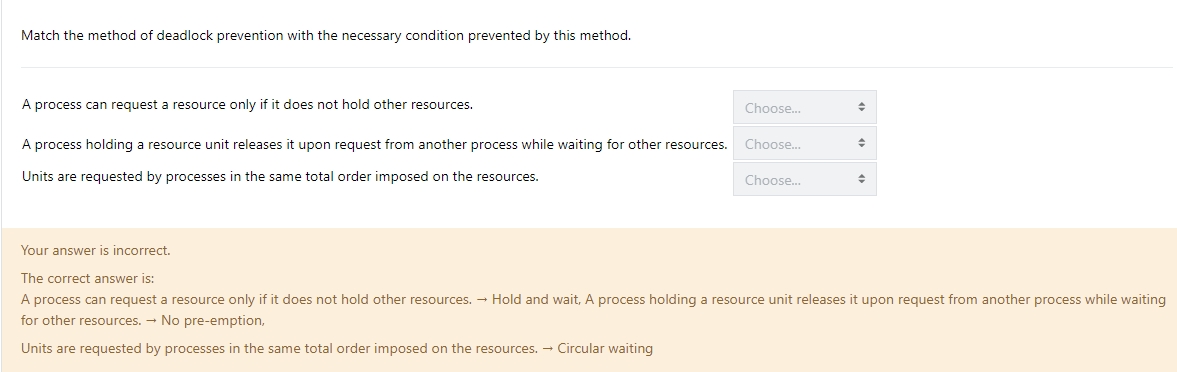 Match the method of deadlock prevention with the necessary condition prevented by this method.
A process can request a resource only if it does not hold other resources.
Choose...
A process holding a resource unit releases it upon request from another process while waiting for other resources.
Choose...
Units are requested by processes in the same total order imposed on the resources.
Choose...
Your answer is incorrect.
The correct answer is:
A process can request a resource only if it does not hold other resources. → Hold and wait, A process holding a resource unit releases it upon request from another process while waiting
for other resources. → No pre-emption,
Units are requested by processes in the same total order imposed on the resources. → Circular waiting